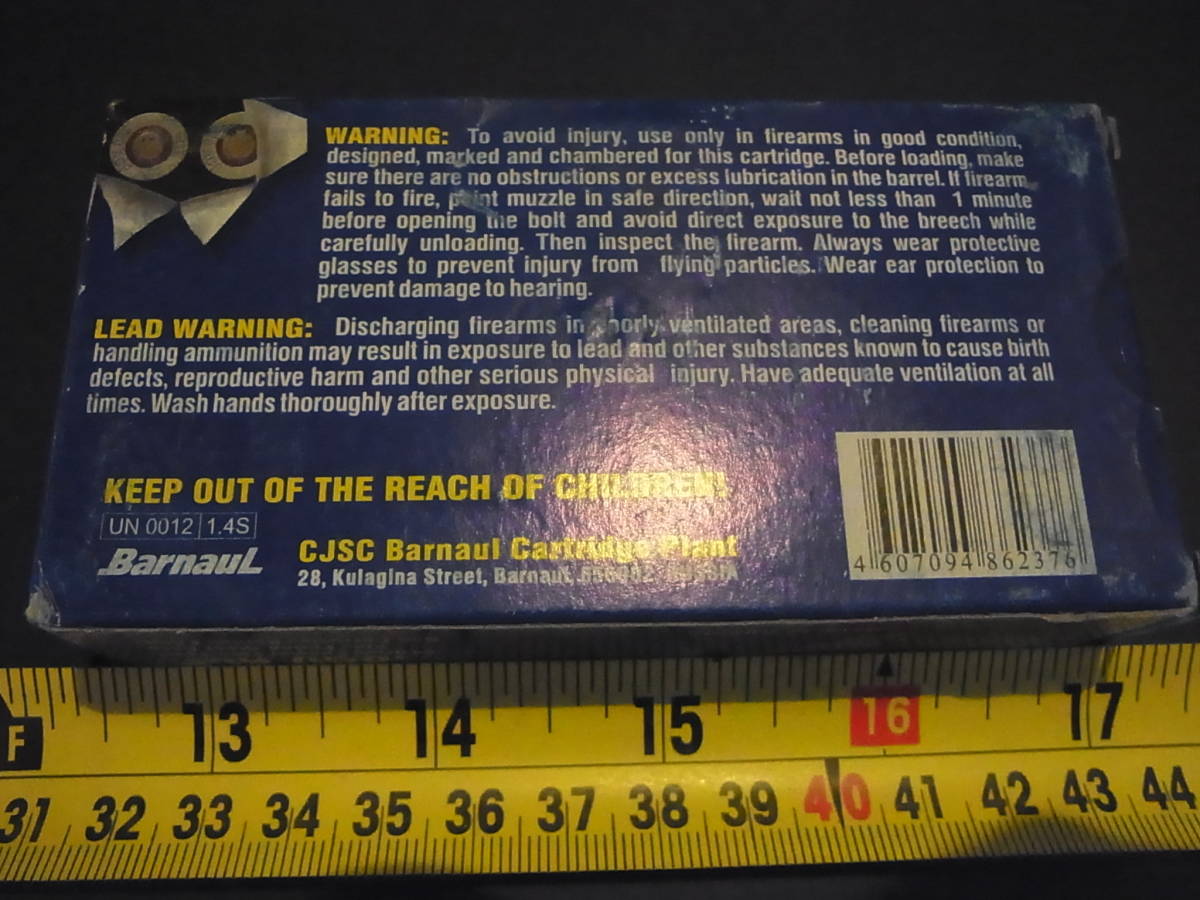 WARNING: To avoid injury, use only in firearms in good condition,
designed, marked and chambered for this cartridge. Before loading, make
sure there are no obstructions or excess lubrication in the barrel. If firearm
fails to fire, point muzzle in safe direction, wait not less than 1 minute
before opening the bolt and avoid direct exposure to the breech while
carefully unloading. Then inspect the firearm. Always wear protective
glasses to prevent injury from flying particles. Wear ear protection to
prevent damage to hearing.
LEAD WARNING: Discharging firearms in poorly ventilated areas, cleaning firearms or
handling ammunition may result in exposure to lead and other substances known to cause birth
defects, reproductive harm and other serious physical injury. Have adequate ventilation at all
times. Wash hands thoroughly after exposure.
KEEP OUT OF THE REACH OF CHILDREN!
UN 0012 1.4S
Barnaul CJSC Barnaul Cartridge Plant
28, Kulagina Street, Barnaul,
4 607094 862376
F 13 14 15 16 17
31 32 33 34 35 36 37 38 39 40 41 42 43 44